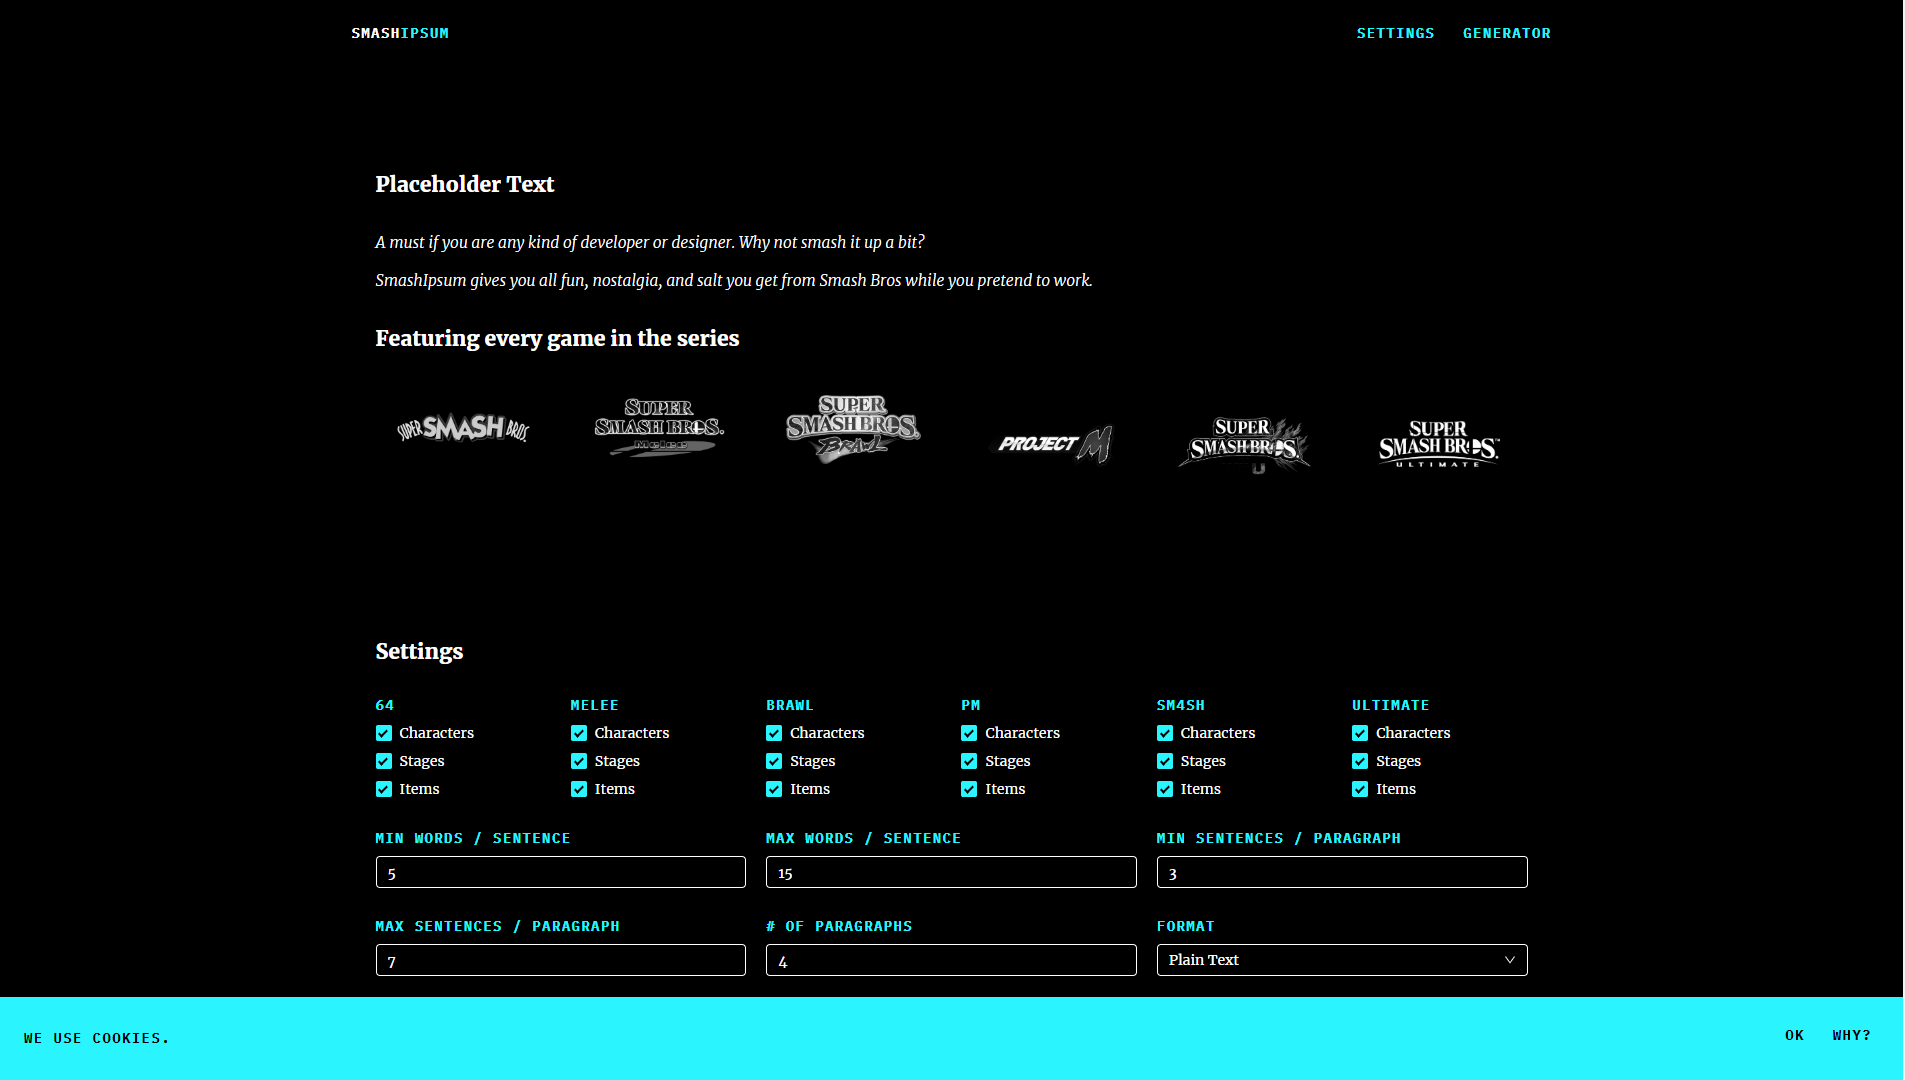 SMASHIPSUM
SETTINGS GENERATOR
Placeholder Text
A must if you are any kind of developer or designer. Why not smash it up a bit?
SmashIpsum gives you all fun, nostalgia, and salt you get from Smash Bros while you pretend to work.
Featuring every game in the series
SUPER SMASH BROS.
SUPER
SMASH BROS.
Melee
SUPER
SMASH BROS.
BRAWL
PROJECT M
SUPER
SMASH BROS.
U
SUPER
SMASH BROS.™
ULTIMATE
Settings
64 MELEE BRAWL PM SM4SH ULTIMATE
Characters Characters Characters Characters Characters Characters
Stages Stages Stages Stages Stages Stages
Items Items Items Items Items Items
MIN WORDS / SENTENCE MAX WORDS / SENTENCE MIN SENTENCES / PARAGRAPH
5 15 3
MAX SENTENCES / PARAGRAPH # OF PARAGRAPHS FORMAT
7 4 Plain Text
WE USE COOKIES. OK WHY?